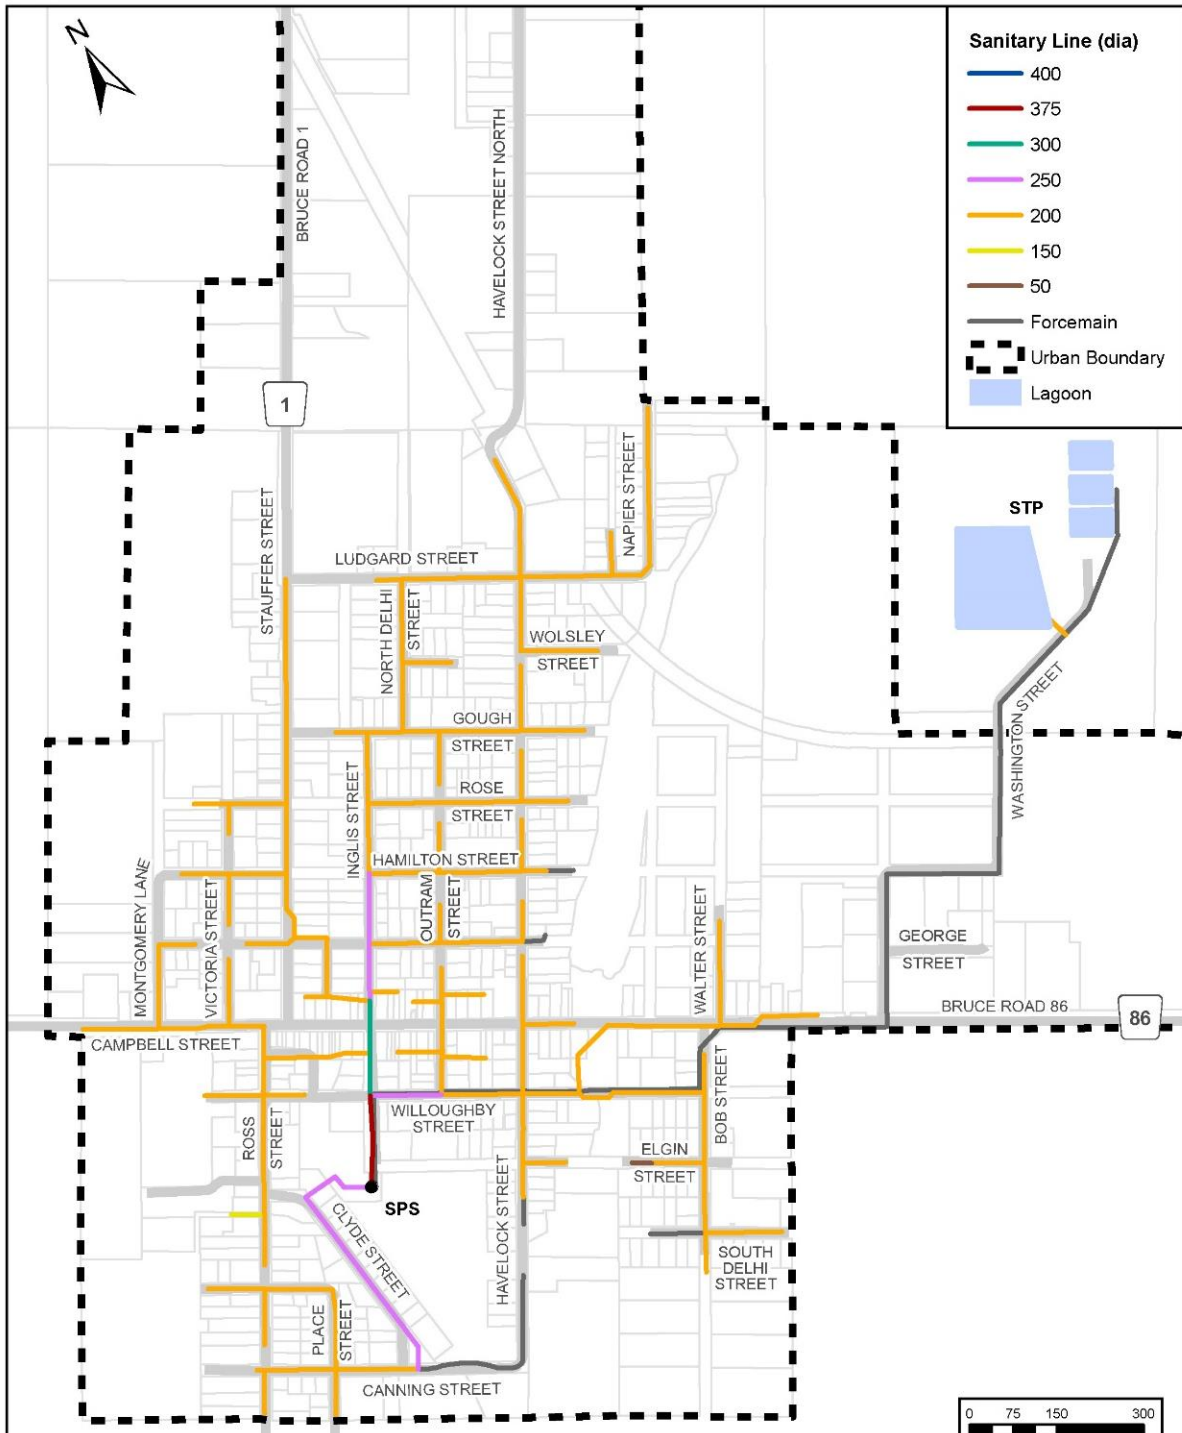 N
Sanitary Line (dia)
400
375
300
250
200
150
50
Forcemain
Urban Boundary
Lagoon
BRUCE ROAD 1
HAVELOCK STREET NORTH
1
NAPIER STREET
STP
STAUFFER STREET
LUDGARD STREET
NORTH DELHI
STREET
WOLSLEY
STREET
GOUGH
STREET
WASHINGTON STREET
INGLIS STREET
ROSE
STREET
HAMILTON STREET
MONTGOMERY LANE
VICTORIA STREET
OUTRAM
STREET
WALTER STREET
GEORGE
STREET
BRUCE ROAD 86
86
CAMPBELL STREET
WILLOUGHBY
STREET
BOB STREET
ROSS
STREET
ELGIN
STREET
SPS
CLYDE STREET
HAVELOCK STREET
SOUTH
DELHI
STREET
PLACE
STREET
CANNING STREET
0 75 150 300